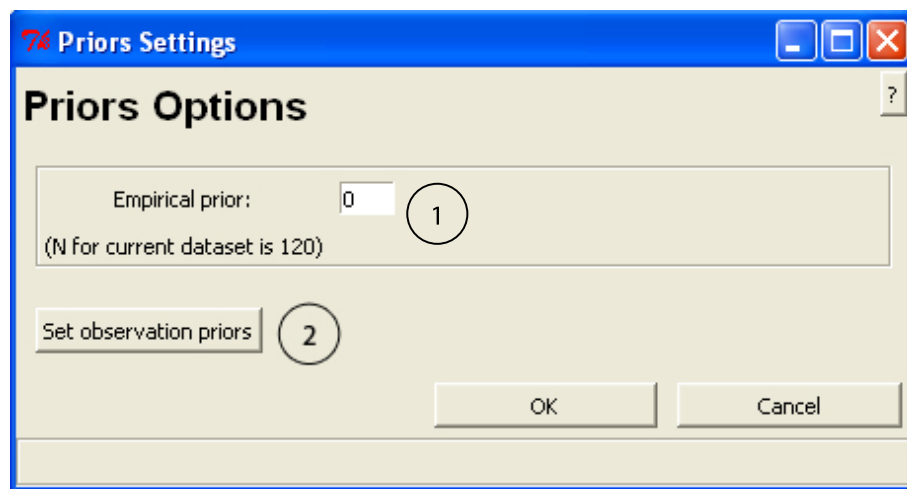 7k Priors Settings
Priors Options
?
Empirical prior: 0
1
(N for current dataset is 120)
Set observation priors
2
OK
Cancel